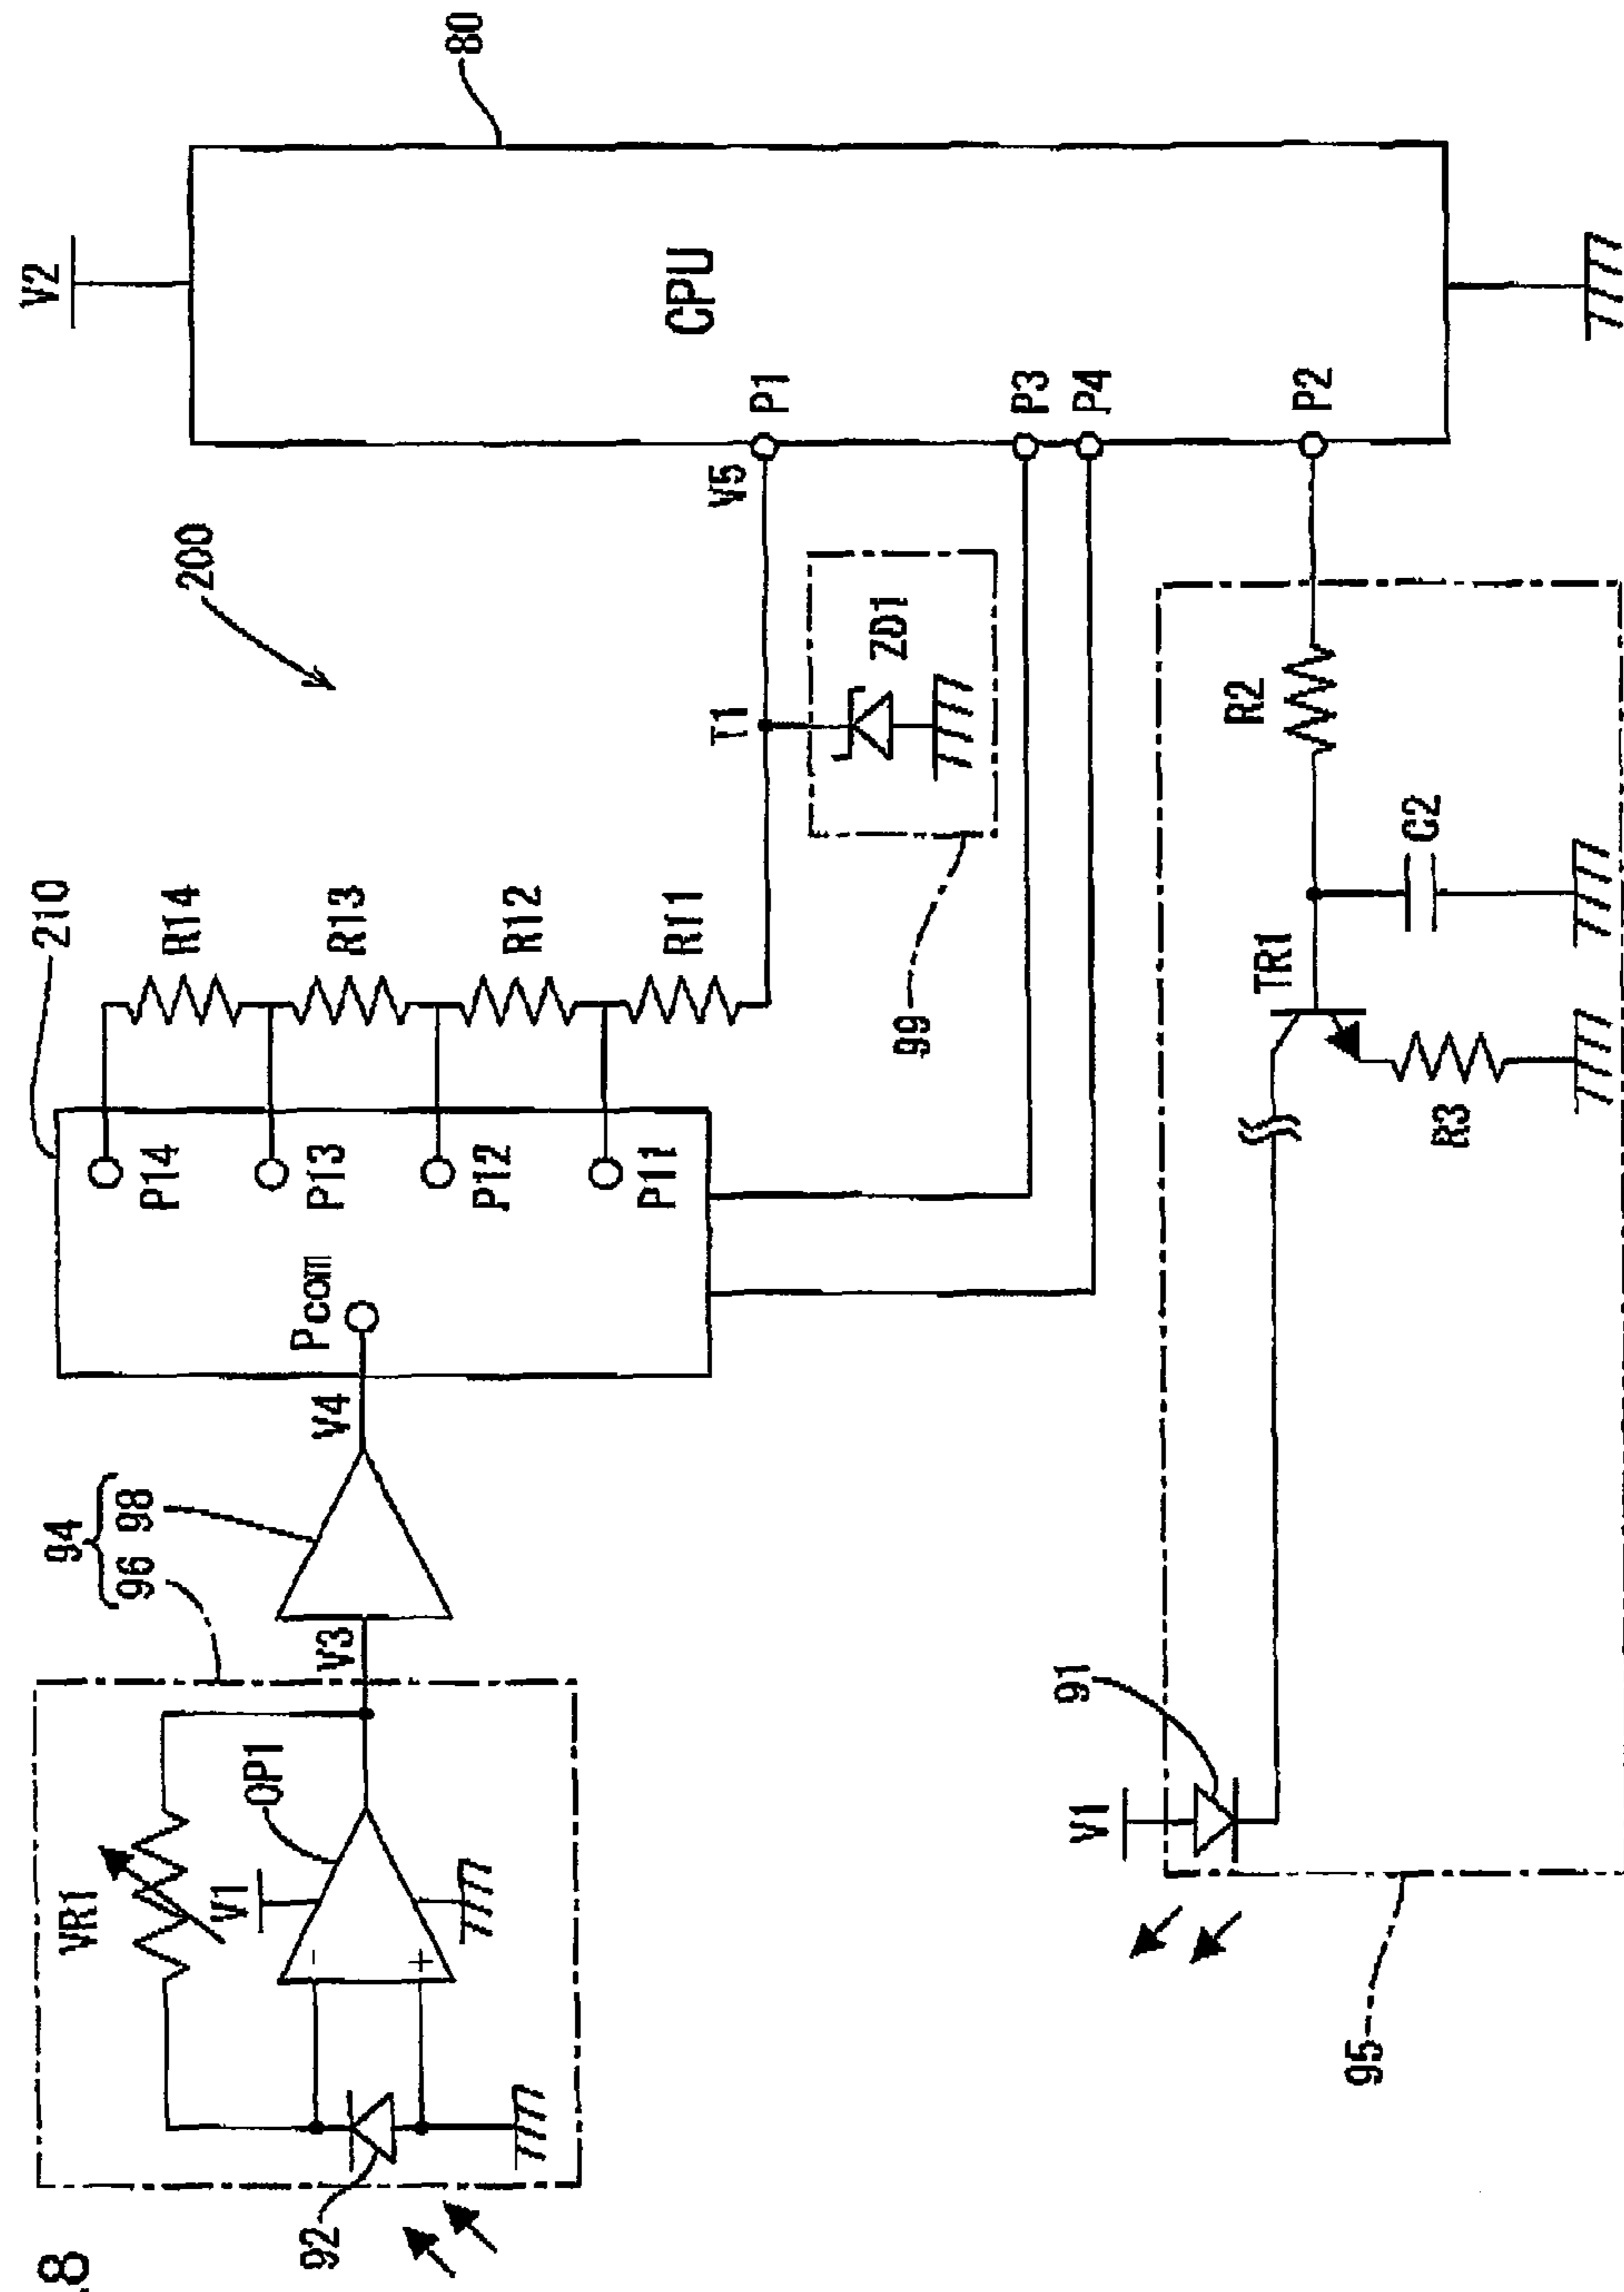 .8
92
VR1
V1
OP1
V3
94
96 98
V4
Pcom
210
P14
P13
P12
P11
R14
R13
R12
R11
200
T1
ZD1
99
V5
V2
80
CPU
P1
P3
P4
P2
V1
91
95
TR1
R3
C2
R2